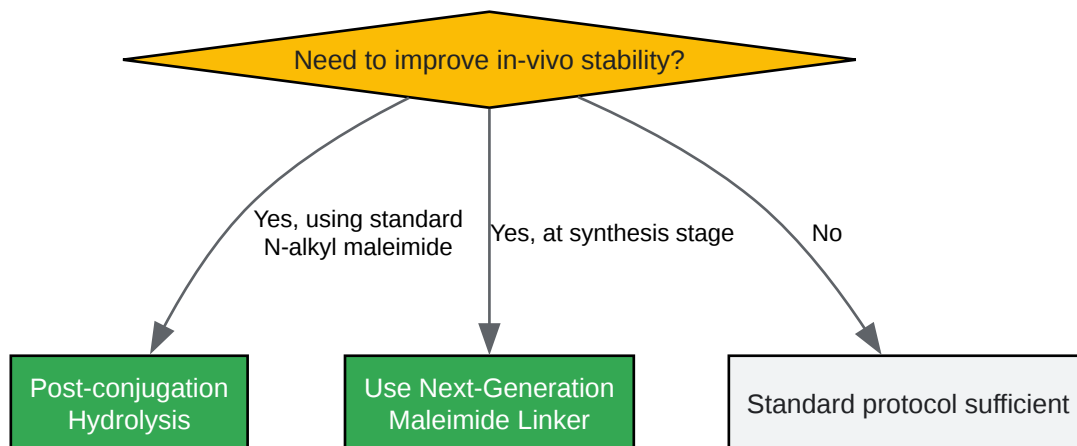 Need to improve in-vivo stability?
Yes, using standard
N-alkyl maleimide
Yes, at synthesis stage
No
Post-conjugation
Hydrolysis
Use Next-Generation
Maleimide Linker
Standard protocol sufficient